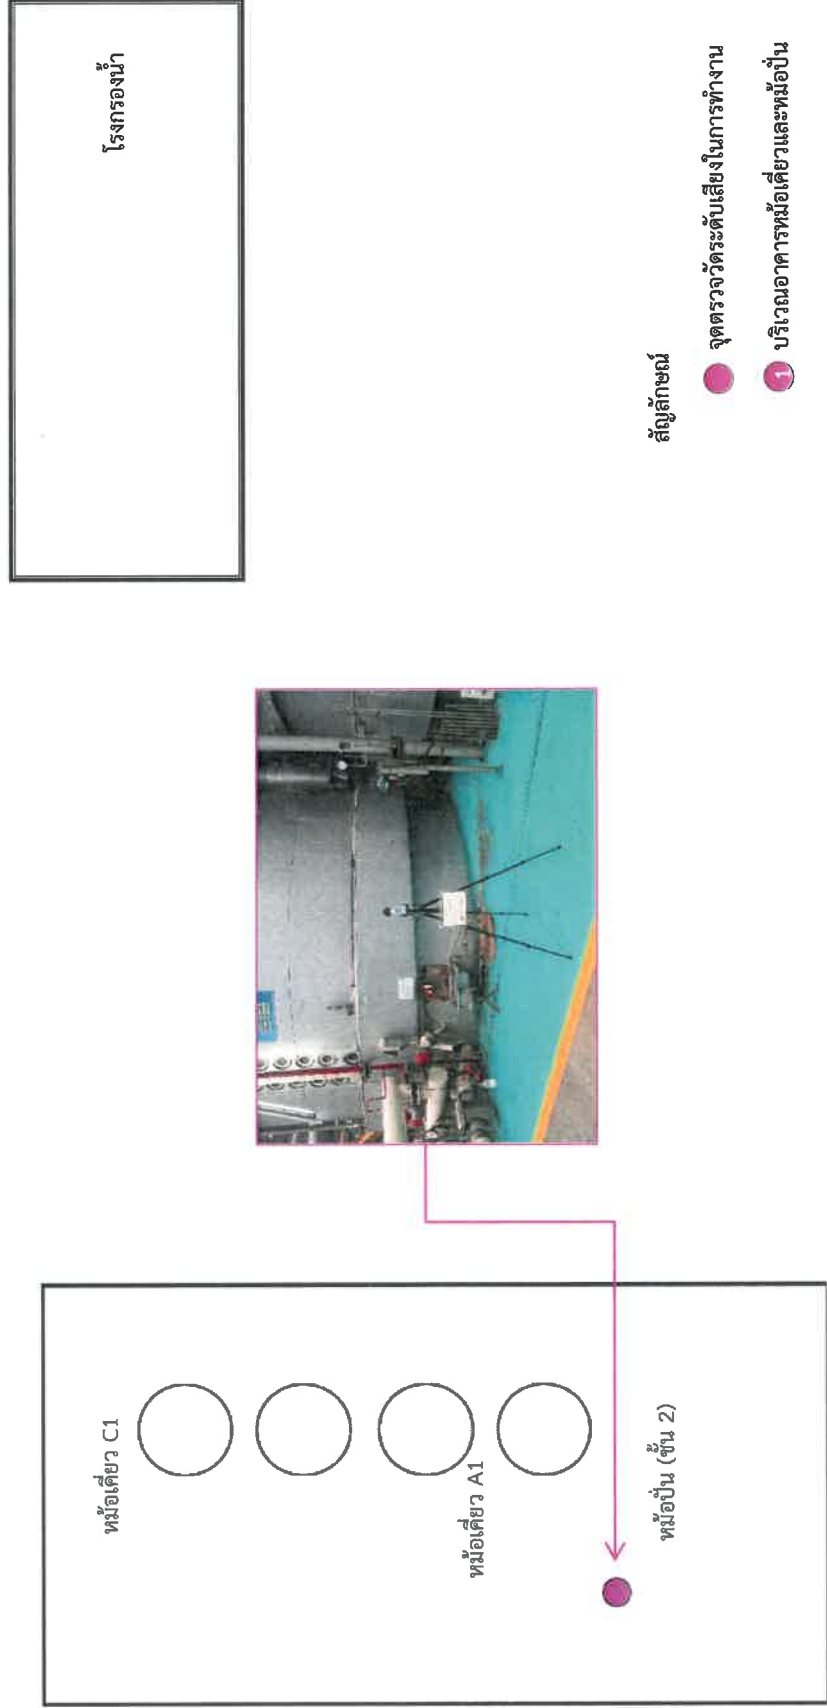 โรงกรองน้ำ
หม้อเคี่ยว C1
หม้อเคี่ยว A1
หม้อปั่น (ชั้น 2)
สัญลักษณ์
จุดตรวจวัดระดับเสียงในการทำงาน
1 บริเวณอาคารหม้อเคี่ยวและหม้อปั่น